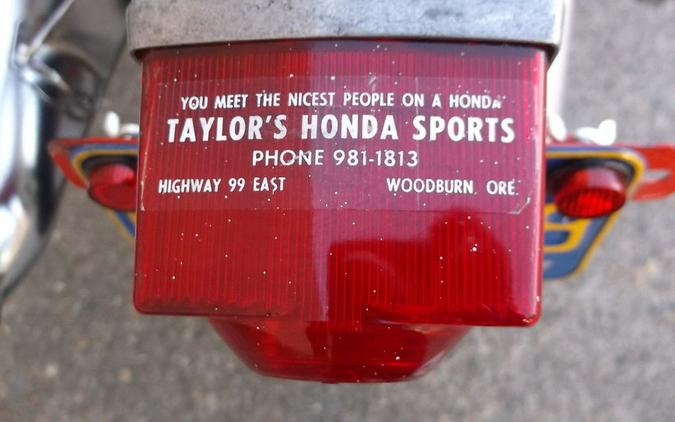 YOU MEET THE NICEST PEOPLE ON A HONDA
TAYLOR'S HONDA SPORTS
PHONE 981-1813
HIGHWAY 99 EAST WOODBURN, ORE.